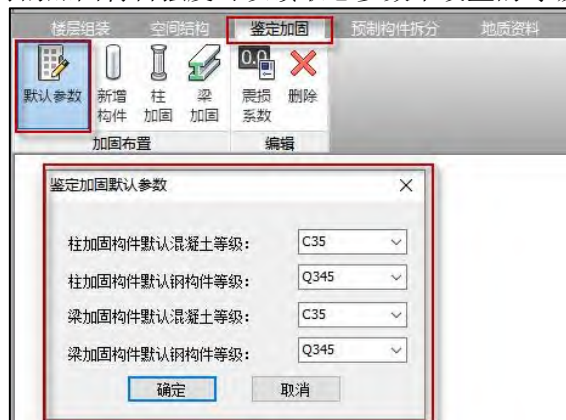 楼层组装 空间结构 鉴定加固 预制构件拆分 地质资料
默认参数 新增构件 柱加固 梁加固 震损系数 删除
加固布置 编辑
鉴定加固默认参数
柱加固构件默认混凝土等级： C35
柱加固构件默认钢构件等级： Q345
梁加固构件默认混凝土等级： C35
梁加固构件默认钢构件等级： Q345
确定 取消